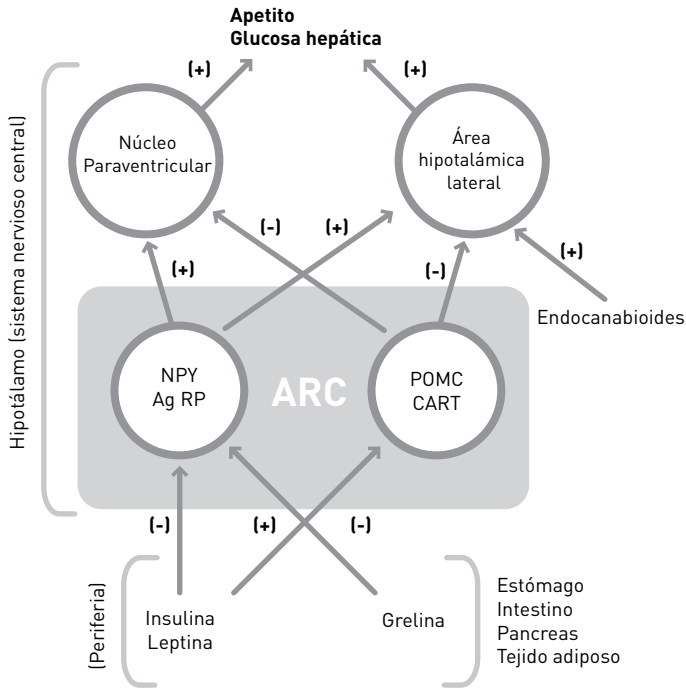 Apetito
Glucosa hepática
(+)
(+)
Hipotálamo (sistema nervioso central)
Núcleo
Paraventricular
Área
hipotalámica
lateral
(-)
(+)
(+)
(+)
(-)
Endocanabioides
NPY
Ag RP
ARC
POMC
CART
(-)
(+)
(-)
(Periferia)
Insulina
Leptina
Grelina
Estómago
Intestino
Pancreas
Tejido adiposo